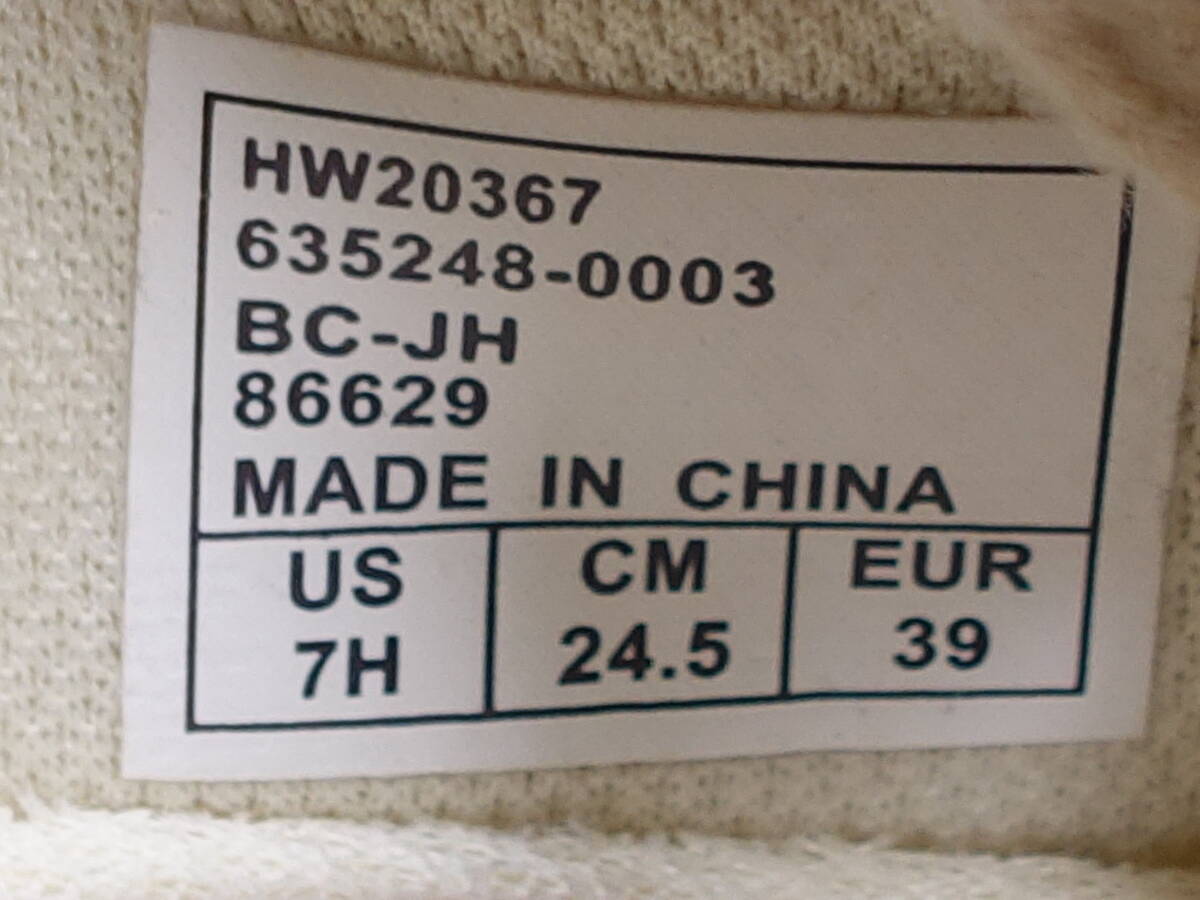 HW20367
635248-0003
BC-JH
86629
MADE IN CHINA
US CM EUR
7H 24.5 39